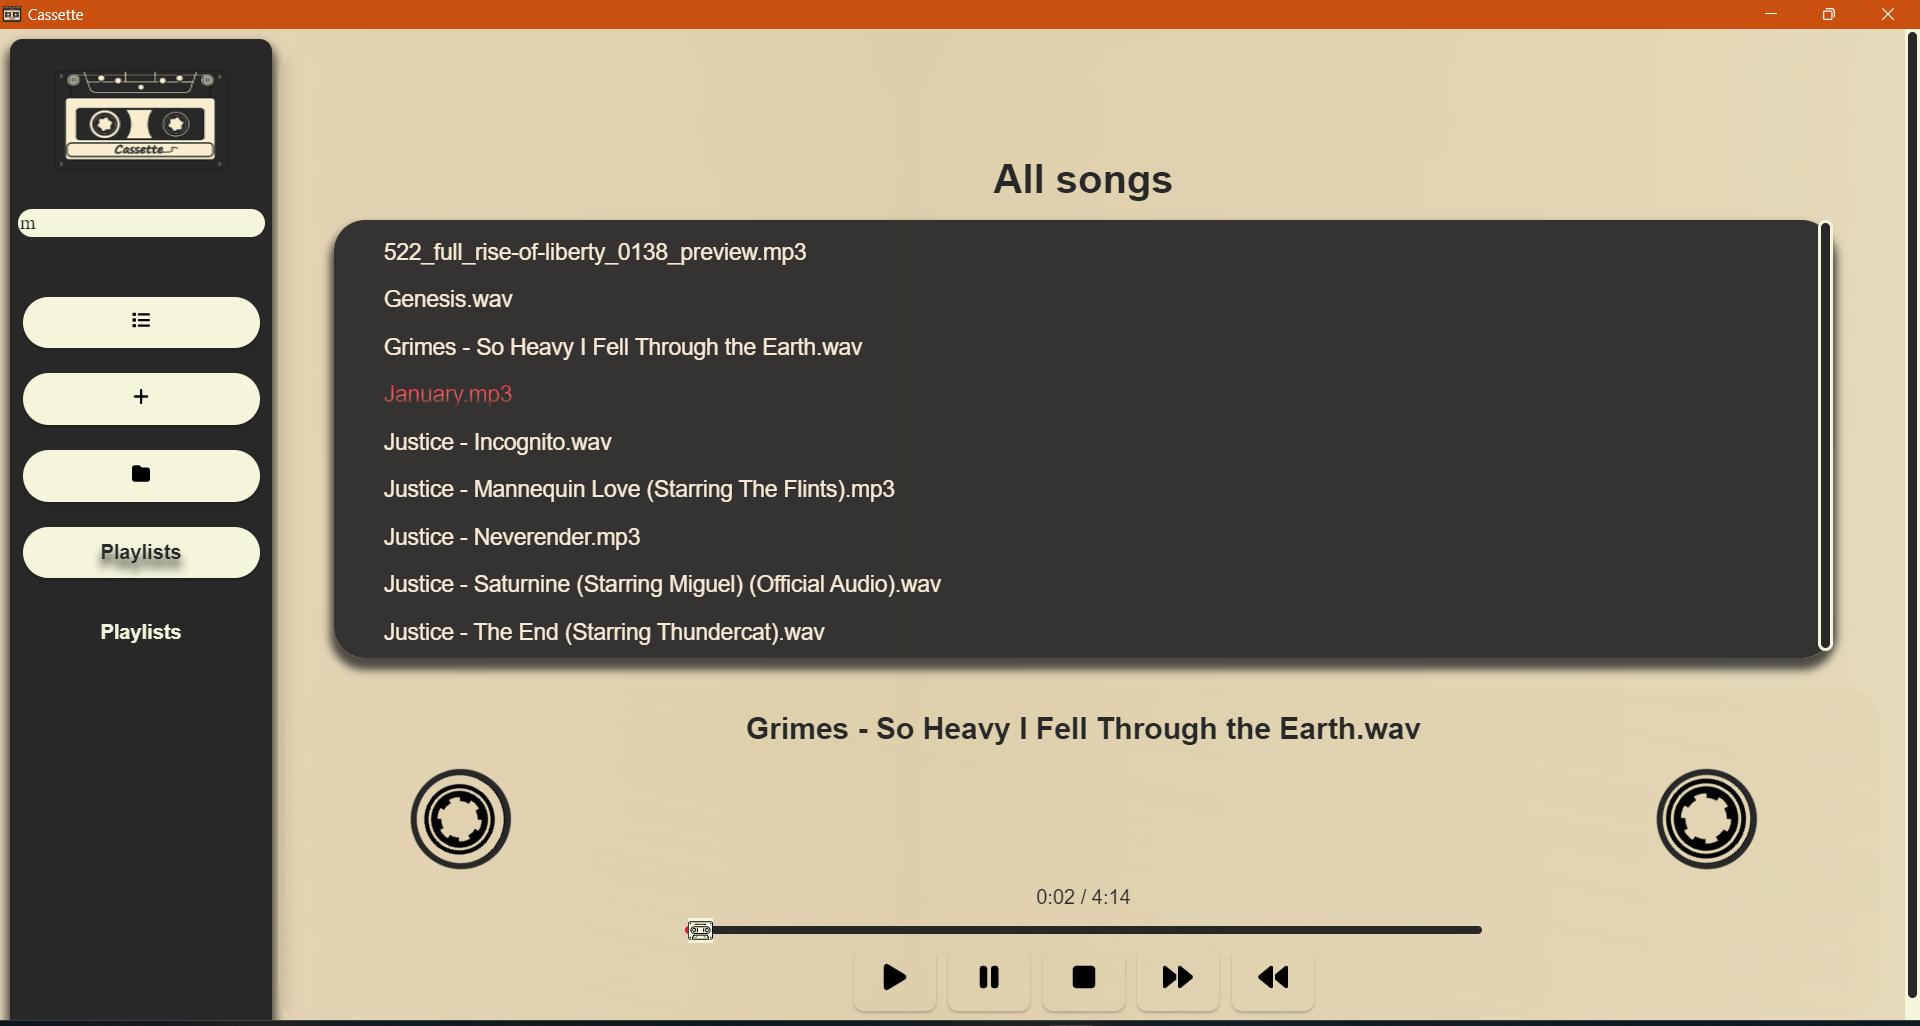 Cassette
Cassette
m
Playlists
Playlists
All songs
522_full_rise-of-liberty_0138_preview.mp3
Genesis.wav
Grimes - So Heavy I Fell Through the Earth.wav
January.mp3
Justice - Incognito.wav
Justice - Mannequin Love (Starring The Flints).mp3
Justice - Neverender.mp3
Justice - Saturnine (Starring Miguel) (Official Audio).wav
Justice - The End (Starring Thundercat).wav
Grimes - So Heavy I Fell Through the Earth.wav
0:02 / 4:14